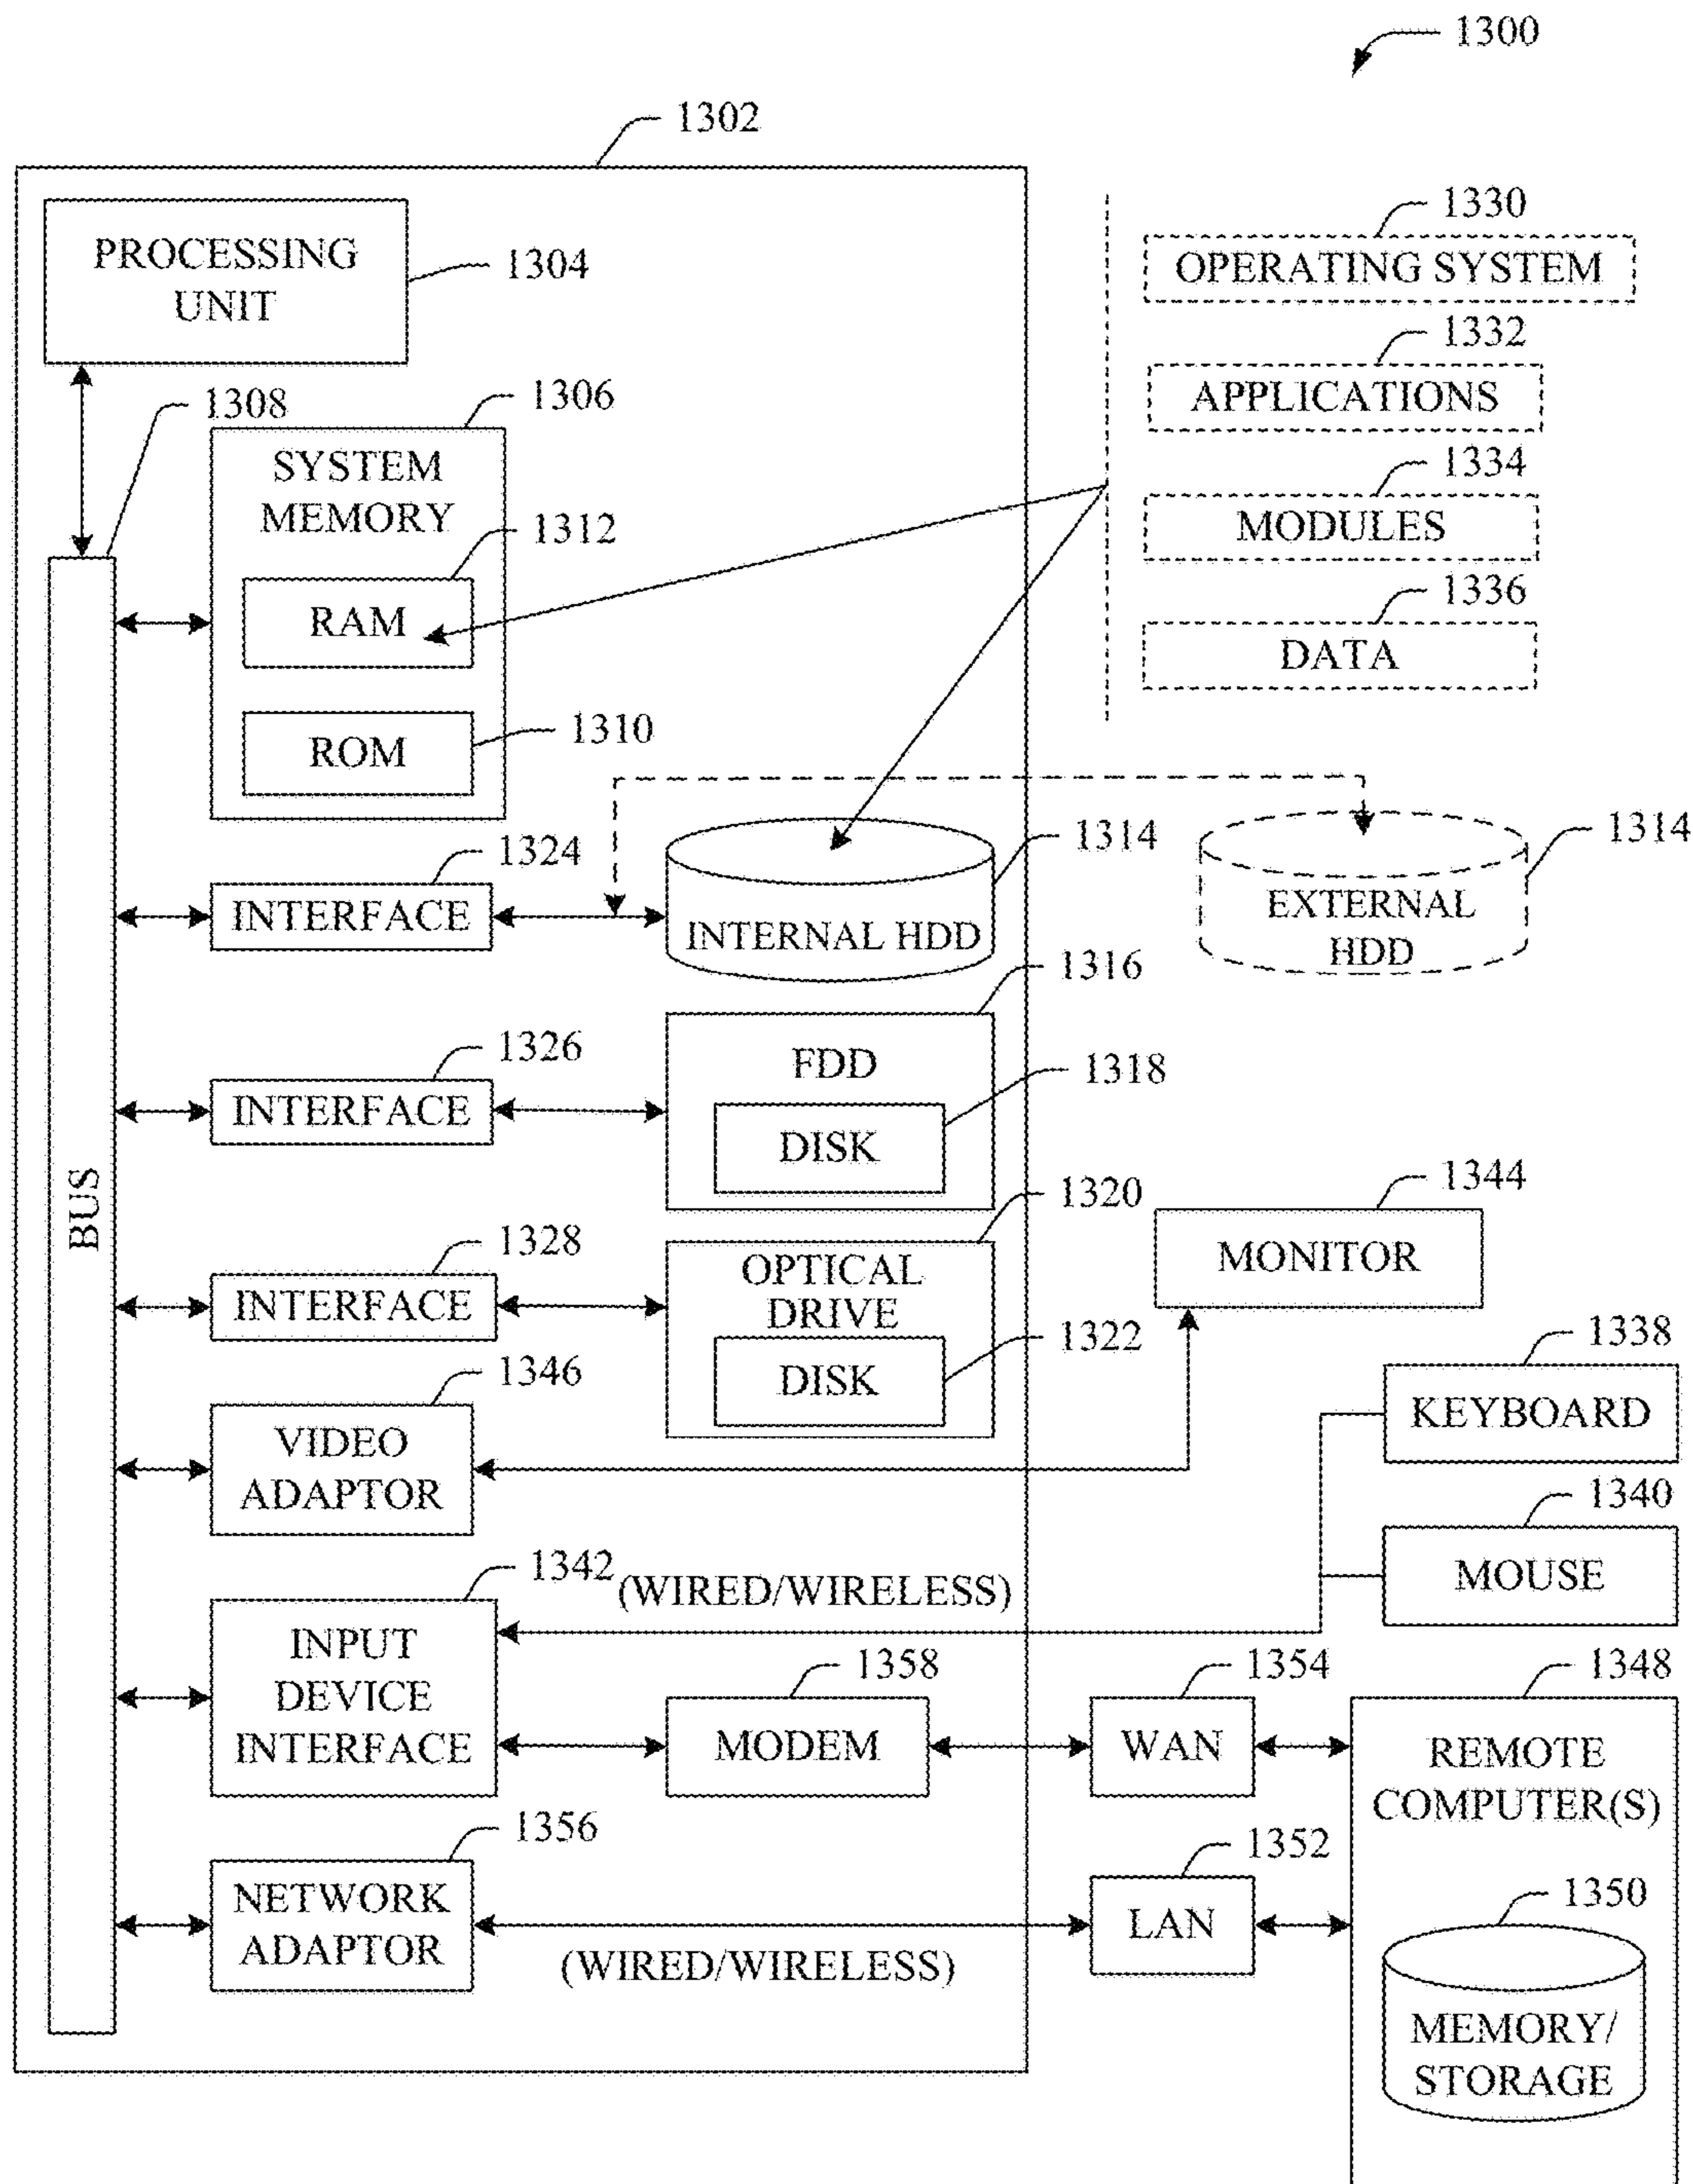 1300
1302
PROCESSING
UNIT
1304
1330
OPERATING SYSTEM
1332
APPLICATIONS
1334
MODULES
1336
DATA
1308
1306
SYSTEM
MEMORY
1312
RAM
1310
ROM
1324
INTERFACE
1314
INTERNAL HDD
1314
EXTERNAL
HDD
1316
FDD
1326
INTERFACE
1318
DISK
BUS
1320
OPTICAL
DRIVE
1328
INTERFACE
1322
DISK
1344
MONITOR
1346
VIDEO
ADAPTOR
1338
KEYBOARD
1340
MOUSE
1342
(WIRED/WIRELESS)
INPUT
DEVICE
INTERFACE
1358
MODEM
1354
WAN
1348
REMOTE
COMPUTER(S)
1356
NETWORK
ADAPTOR
(WIRED/WIRELESS)
1352
LAN
1350
MEMORY/
STORAGE